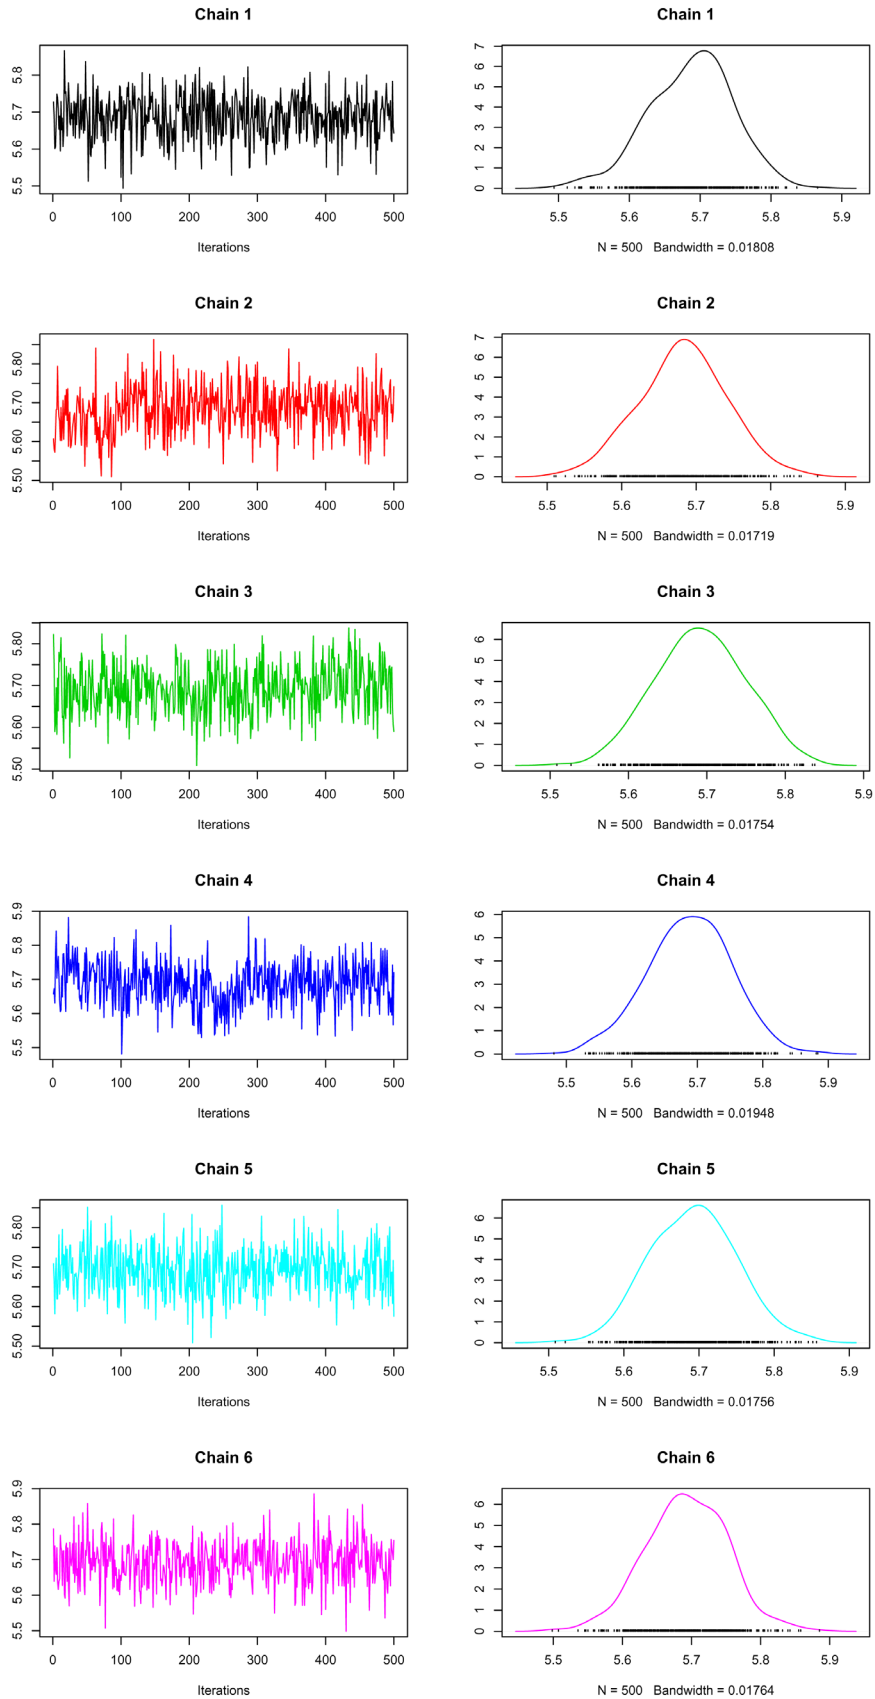 Chain 1
5.5 5.6 5.7 5.8
0 100 200 300 400 500
Iterations
Chain 1
0 1 2 3 4 5 6 7
5.5 5.6 5.7 5.8 5.9
N = 500 Bandwidth = 0.01808
Chain 2
5.50 5.60 5.70 5.80
0 100 200 300 400 500
Iterations
Chain 2
0 1 2 3 4 5 6 7
5.5 5.6 5.7 5.8 5.9
N = 500 Bandwidth = 0.01719
Chain 3
5.50 5.60 5.70 5.80
0 100 200 300 400 500
Iterations
Chain 3
0 1 2 3 4 5 6
5.5 5.6 5.7 5.8 5.9
N = 500 Bandwidth = 0.01754
Chain 4
5.5 5.6 5.7 5.8 5.9
0 100 200 300 400 500
Iterations
Chain 4
0 1 2 3 4 5 6
5.5 5.6 5.7 5.8 5.9
N = 500 Bandwidth = 0.01948
Chain 5
5.50 5.60 5.70 5.80
0 100 200 300 400 500
Iterations
Chain 5
0 1 2 3 4 5 6
5.5 5.6 5.7 5.8 5.9
N = 500 Bandwidth = 0.01756
Chain 6
5.5 5.6 5.7 5.8 5.9
0 100 200 300 400 500
Iterations
Chain 6
0 1 2 3 4 5 6
5.5 5.6 5.7 5.8 5.9
N = 500 Bandwidth = 0.01764